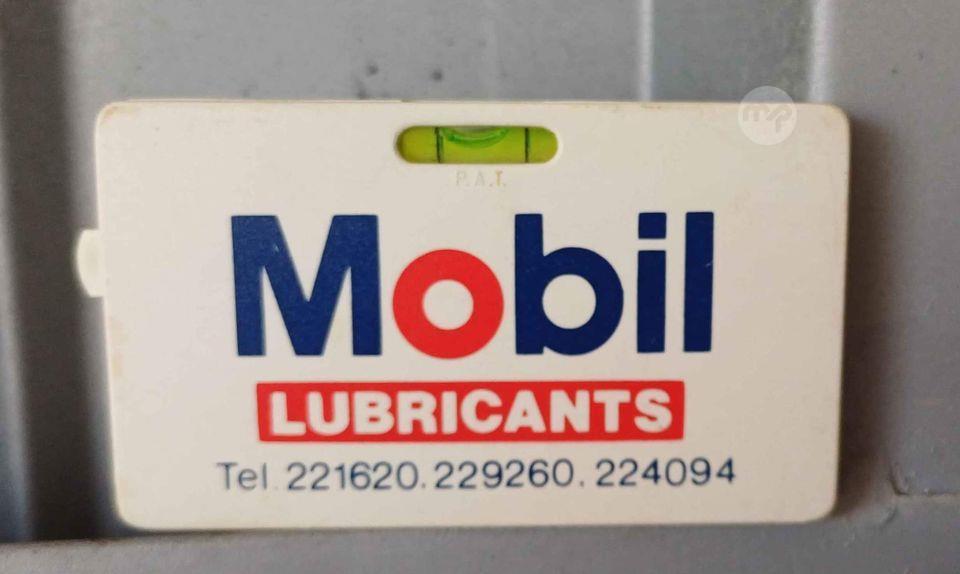 P.A.T.
Mobil
LUBRICANTS
Tel. 221620. 229260. 224094